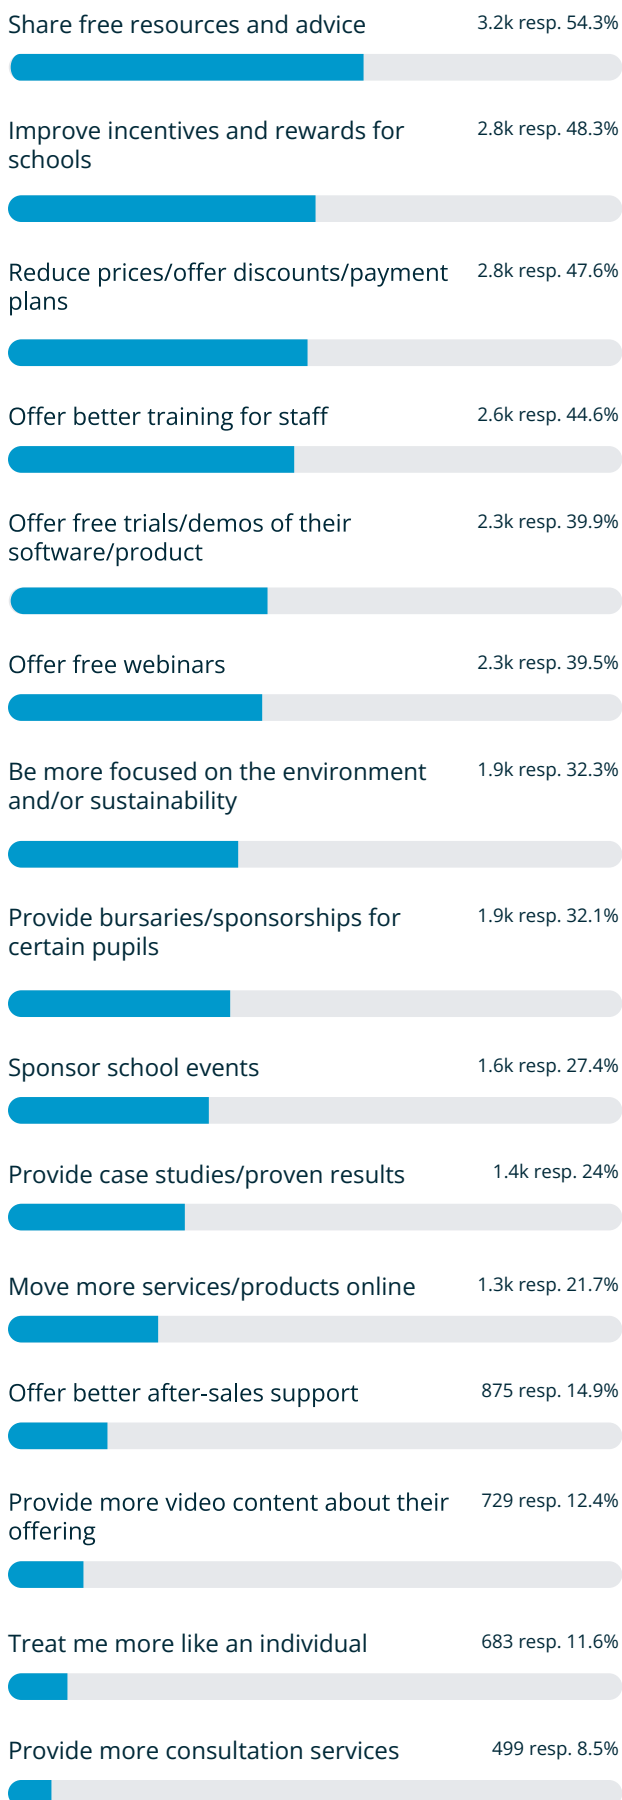 Share free resources and advice 3.2k resp. 54.3%
Improve incentives and rewards for 2.8k resp. 48.3%
schools
Reduce prices/offer discounts/payment 2.8k resp. 47.6%
plans
Offer better training for staff 2.6k resp. 44.6%
Offer free trials/demos of their 2.3k resp. 39.9%
software/product
Offer free webinars 2.3k resp. 39.5%
Be more focused on the environment 1.9k resp. 32.3%
and/or sustainability
Provide bursaries/sponsorships for 1.9k resp. 32.1%
certain pupils
Sponsor school events 1.6k resp. 27.4%
Provide case studies/proven results 1.4k resp. 24%
Move more services/products online 1.3k resp. 21.7%
Offer better after-sales support 875 resp. 14.9%
Provide more video content about their 729 resp. 12.4%
offering
Treat me more like an individual 683 resp. 11.6%
Provide more consultation services 499 resp. 8.5%